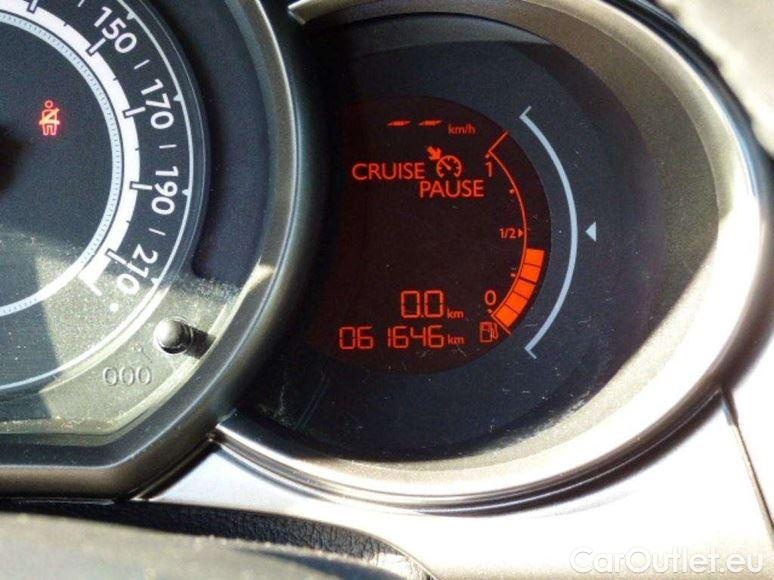 150
170
190
210
000
-- -- km/h
CRUISE
PAUSE
1
1/2
0
0.0 km
061646 km
CarOutlet.eu